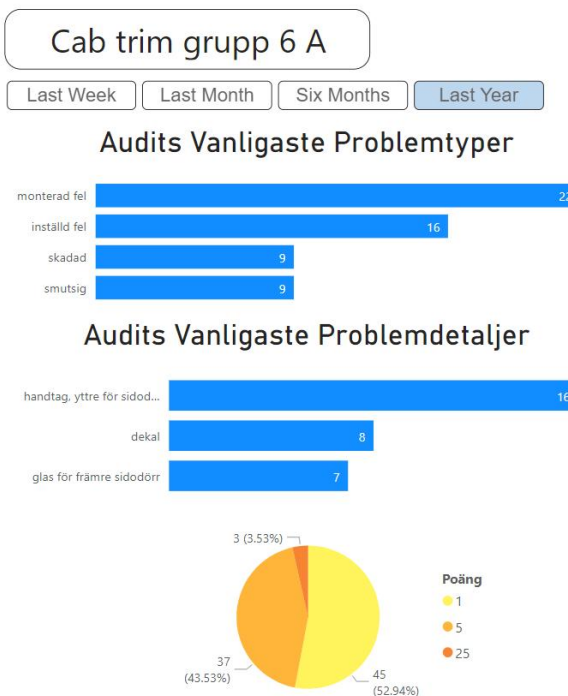 Cab trim grupp 6 A
Last Week Last Month Six Months Last Year
Audits Vanligaste Problemtyper
monterad fel 22
inställd fel 16
skadad 9
smutsig 9
Audits Vanligaste Problemdetaljer
handtag, yttre för sidod... 16
dekal 8
glas för främre sidodörr 7
3 (3.53%)
Poäng
1
5
25
37
(43.53%)
45
(52.94%)